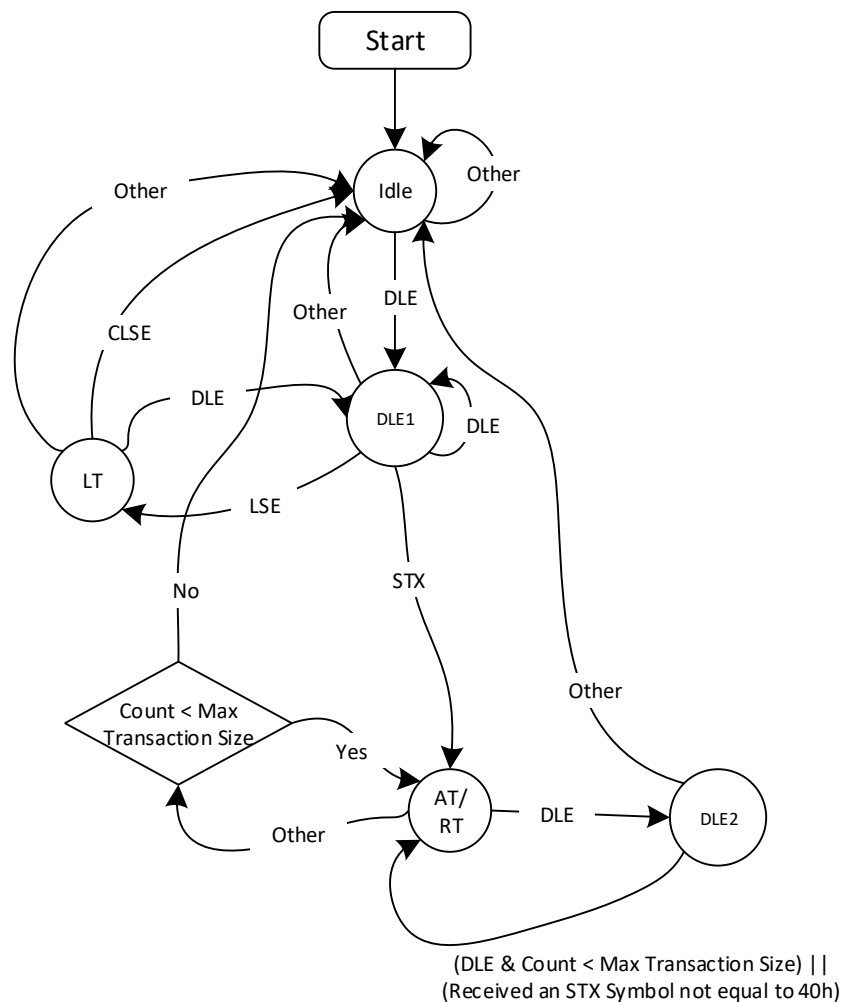 Start
Idle
Other
Other
CLSE
Other
DLE
DLE
DLE1
DLE
LT
LSE
STX
No
Count < Max
Transaction Size
Yes
Other
AT/
RT
DLE
DLE2
Other
(DLE & Count < Max Transaction Size) ||
(Received an STX Symbol not equal to 40h)